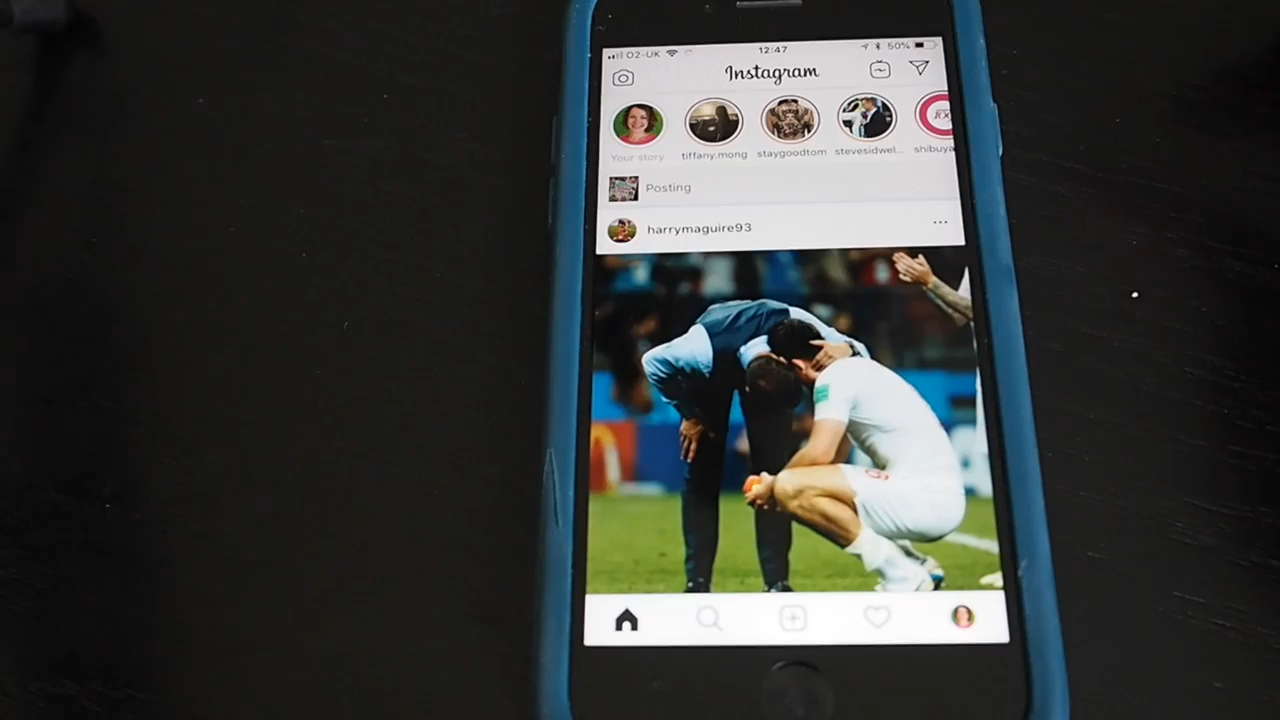 O2-UK 12:47 50%
Instagram
Your story tiffany.mong staygoodtom stevesidwel... shibuya
Posting
harrymaguire93